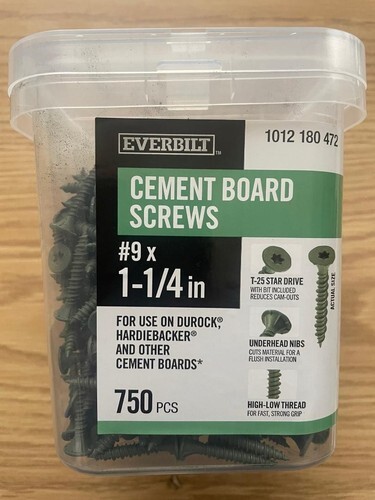 EVERBILT™
1012 180 472
CEMENT BOARD
SCREWS
#9 x
1-1/4 in
FOR USE ON DUROCK®,
HARDIEBACKER®
AND OTHER
CEMENT BOARDS*
750 PCS
T-25 STAR DRIVE
WITH BIT INCLUDED
REDUCES CAM-OUTS
ACTUAL SIZE
UNDERHEAD NIBS
CUTS MATERIAL FOR A
FLUSH INSTALLATION
HIGH-LOW THREAD
FOR FAST, STRONG GRIP